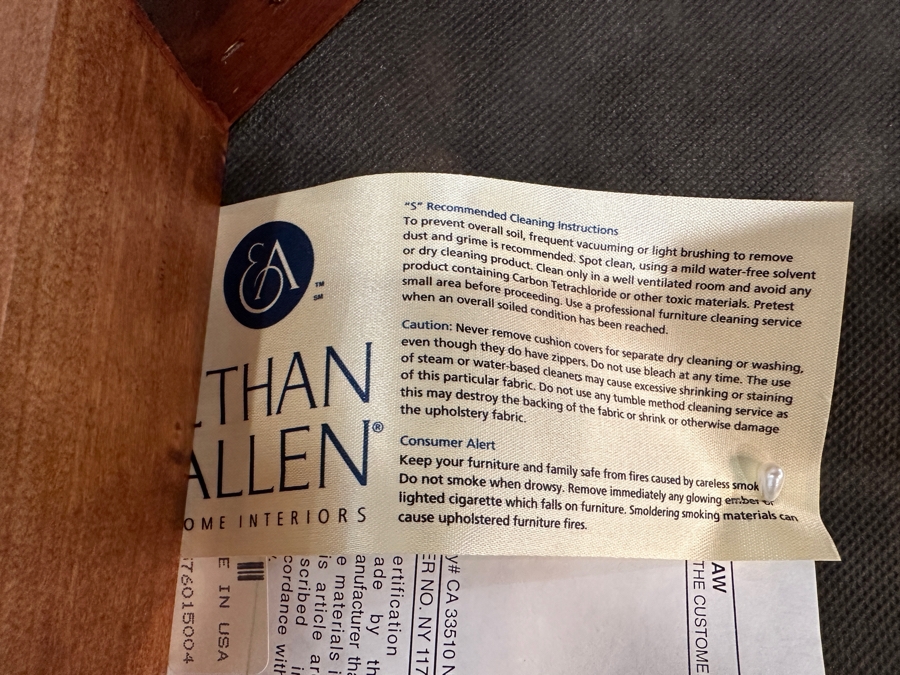 EA
TM
SM
THAN
ALLEN®
OME INTERIORS
“S” Recommended Cleaning Instructions
To prevent overall soil, frequent vacuuming or light brushing to remove
dust and grime is recommended. Spot clean, using a mild water-free solvent
or dry cleaning product. Clean only in a well ventilated room and avoid any
product containing Carbon Tetrachloride or other toxic materials. Pretest
small area before proceeding. Use a professional furniture cleaning service
when an overall soiled condition has been reached.
Caution: Never remove cushion covers for separate dry cleaning or washing,
even though they do have zippers. Do not use bleach at any time. The use
of steam or water-based cleaners may cause excessive shrinking or staining
of this particular fabric. Do not use any tumble method cleaning service as
this may destroy the backing of the fabric or shrink or otherwise damage
the upholstery fabric.
Consumer Alert
Keep your furniture and family safe from fires caused by careless smok
Do not smoke when drowsy. Remove immediately any glowing ember or
lighted cigarette which falls on furniture. Smoldering smoking materials can
cause upholstered furniture fires.
AW
THE CUSTOME
y# CA 33510 N
ER NO. NY 117
ertification
ade by th
anufacturer tha
e materials i
is article ar
scribed i
cordance with
E IN USA
76015004